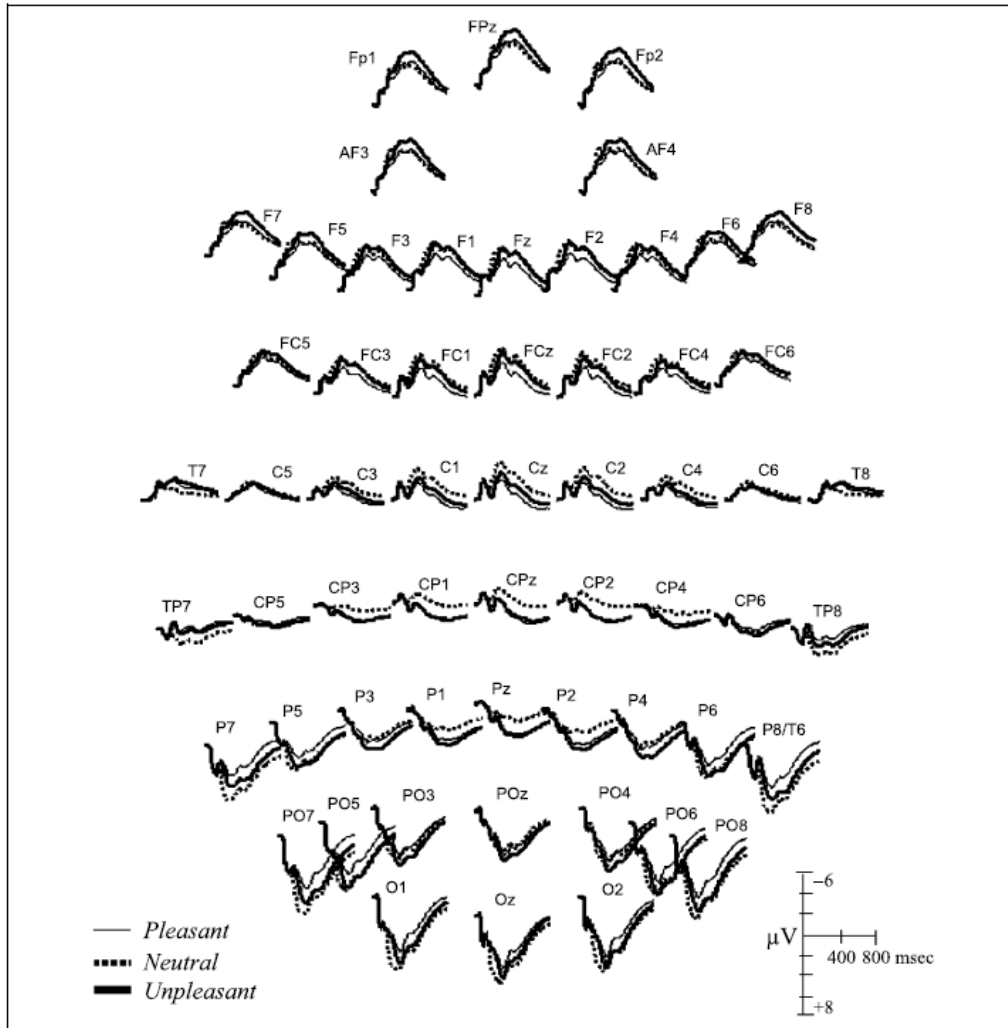 FPz
Fp1
Fp2
AF3
AF4
F7
F5
F3
F1
Fz
F2
F4
F6
F8
FC5
FC3
FC1
FCz
FC2
FC4
FC6
T7
C5
C3
C1
Cz
C2
C4
C6
T8
TP7
CP5
CP3
CP1
CPz
CP2
CP4
CP6
TP8
P7
P5
P3
P1
Pz
P2
P4
P6
P8/T6
PO7
PO5
PO3
POz
PO4
PO6
PO8
O1
Oz
O2
Pleasant
Neutral
Unpleasant
–6
µV
400 800 msec
+8